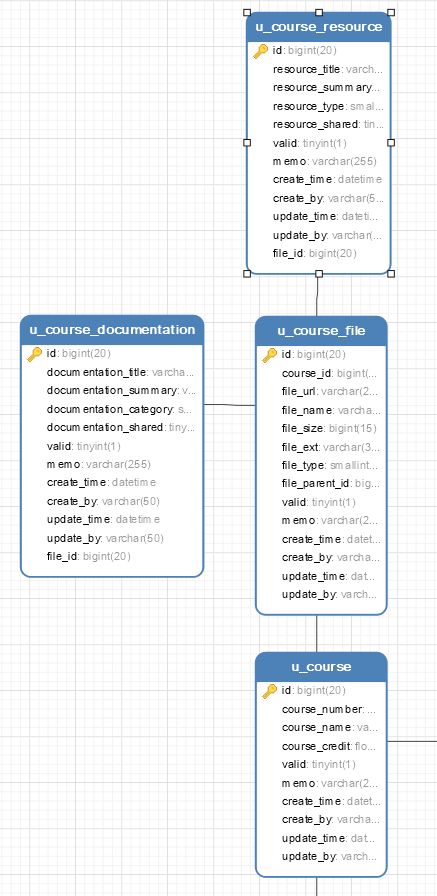 u_course_resource
id: bigint(20)
resource_title: varch...
resource_summary...
resource_type: smal...
resource_shared: tin...
valid: tinyint(1)
memo: varchar(255)
create_time: datetime
create_by: varchar(5...
update_time: dateti...
update_by: varchar(...
file_id: bigint(20)
u_course_documentation
id: bigint(20)
documentation_title: varcha...
documentation_summary: v...
documentation_category: s...
documentation_shared: tiny...
valid: tinyint(1)
memo: varchar(255)
create_time: datetime
create_by: varchar(50)
update_time: datetime
update_by: varchar(50)
file_id: bigint(20)
u_course_file
id: bigint(20)
course_id: bigint(...
file_url: varchar(2...
file_name: varcha...
file_size: bigint(15)
file_ext: varchar(3...
file_type: smallint...
file_parent_id: big...
valid: tinyint(1)
memo: varchar(2...
create_time: datet...
create_by: varcha...
update_time: dat...
update_by: varch...
u_course
id: bigint(20)
course_number: ...
course_name: va...
course_credit: flo...
valid: tinyint(1)
memo: varchar(2...
create_time: datet...
create_by: varcha...
update_time: dat...
update_by: varch...